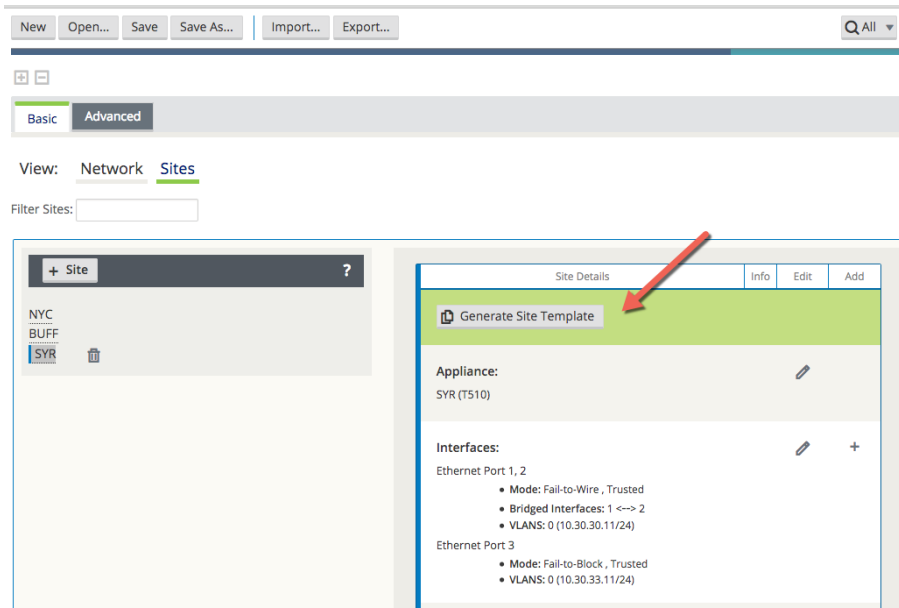 New Open... Save Save As... Import... Export... All
Basic Advanced
View: Network Sites
Filter Sites:
+ Site ?
NYC
BUFF
SYR
Site Details Info Edit Add
Generate Site Template
Appliance:
SYR (T510)
Interfaces: +
Ethernet Port 1, 2
• Mode: Fail-to-Wire , Trusted
• Bridged Interfaces: 1 <--> 2
• VLANS: 0 (10.30.30.11/24)
Ethernet Port 3
• Mode: Fail-to-Block , Trusted
• VLANS: 0 (10.30.33.11/24)